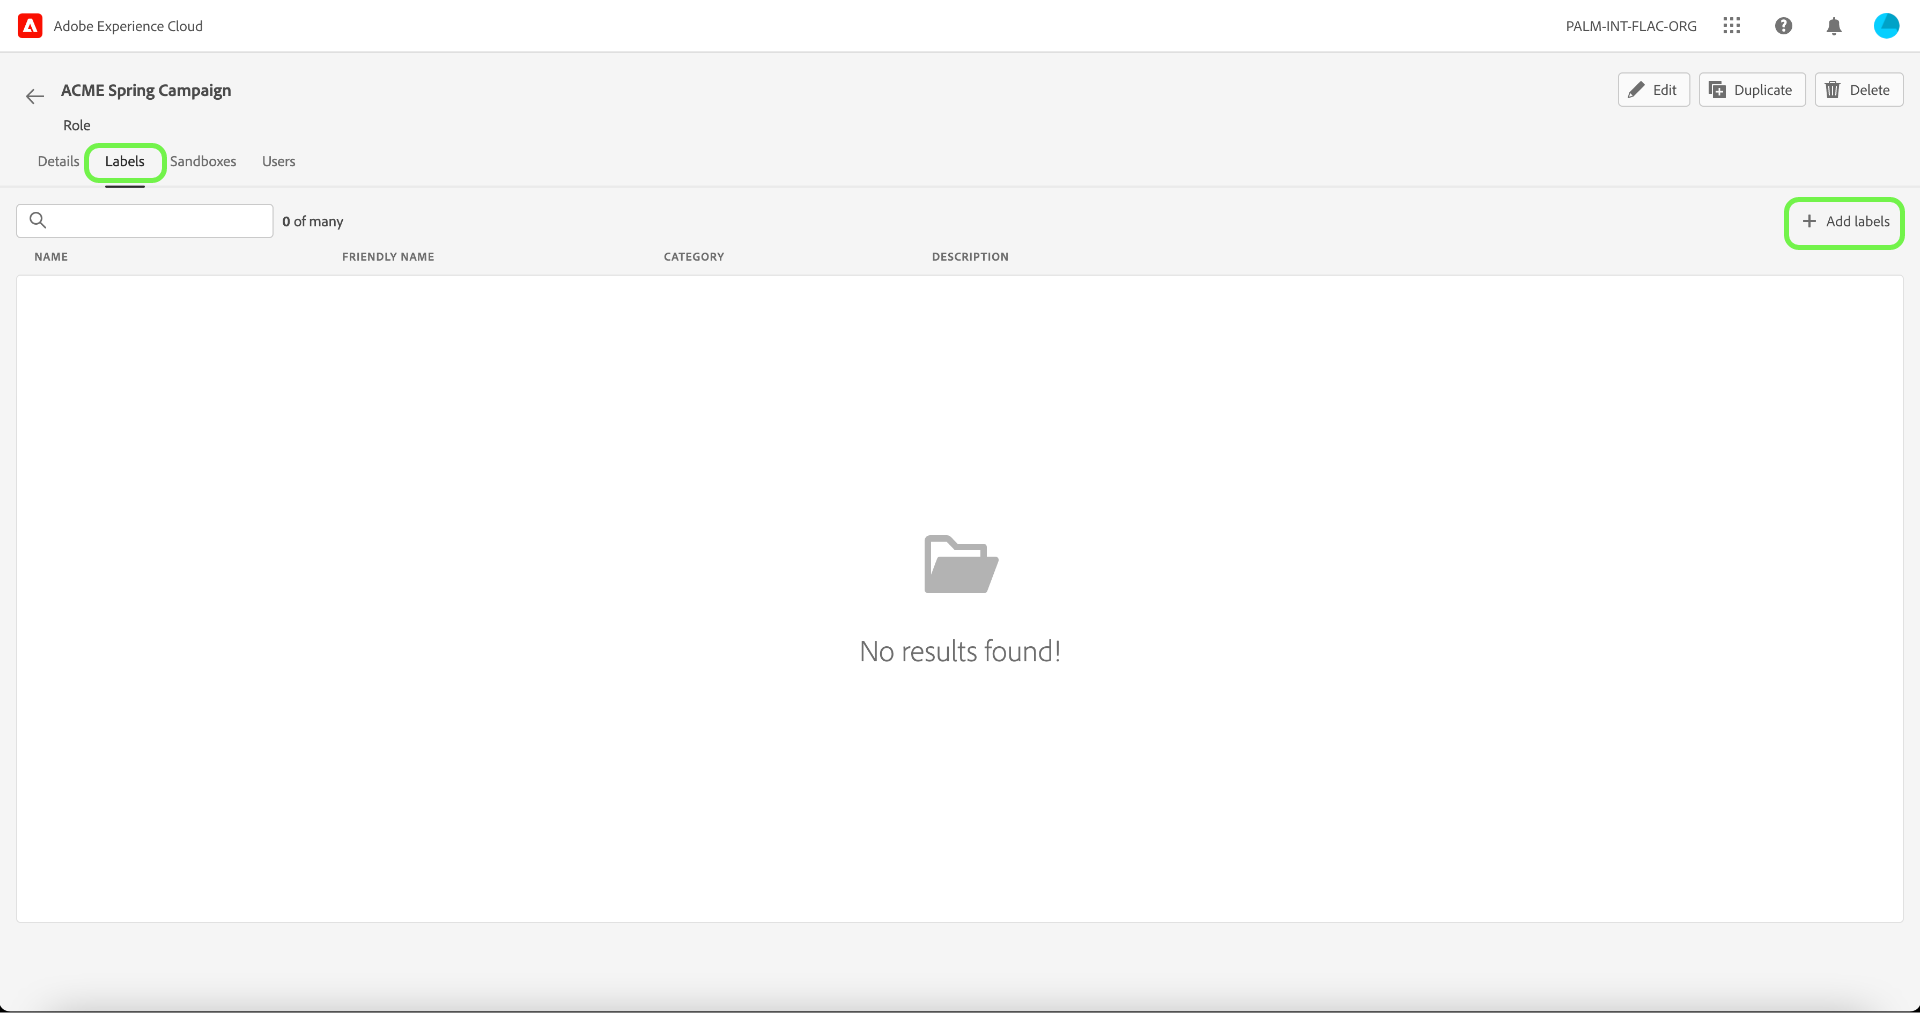 Adobe Experience Cloud
PALM-INT-FLAC-ORG
ACME Spring Campaign
Edit
Duplicate
Delete
Role
Details
Labels
Sandboxes
Users
0 of many
Add labels
NAME
FRIENDLY NAME
CATEGORY
DESCRIPTION
No results found!